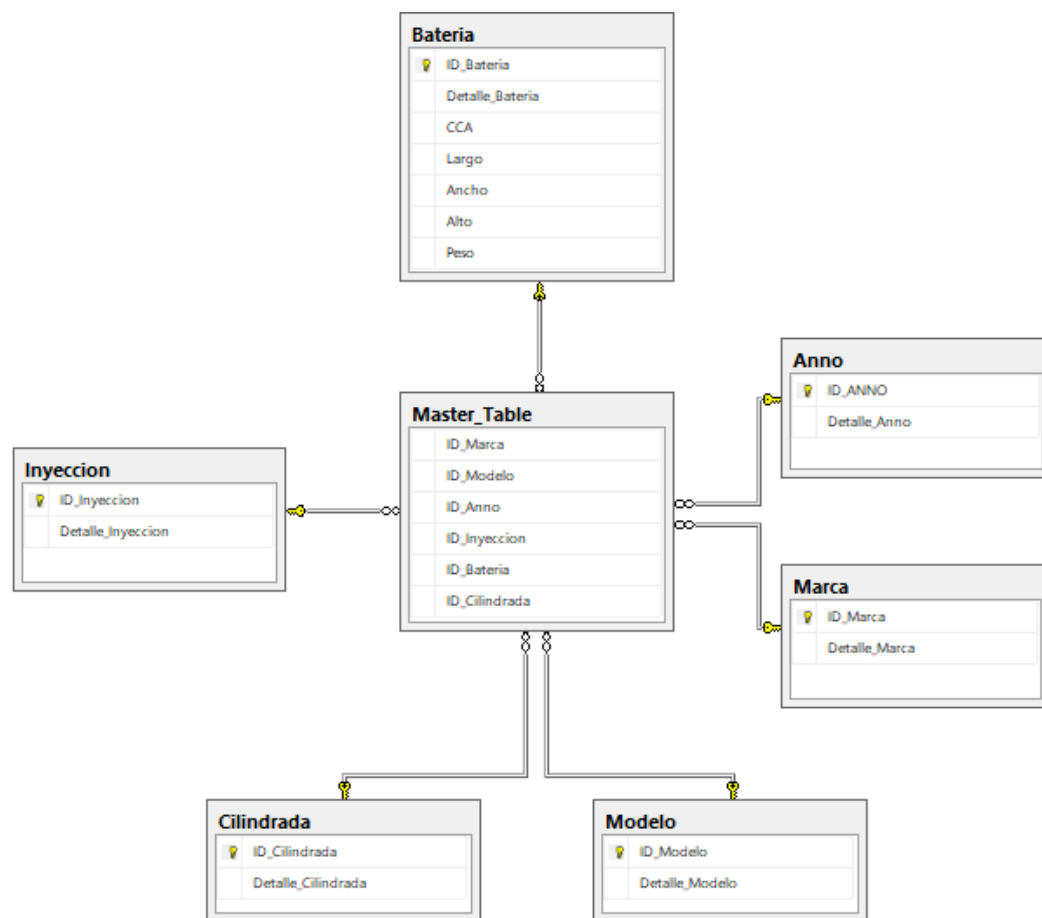 Bateria
ID_Bateria
Detalle_Bateria
CCA
Largo
Ancho
Alto
Peso
Anno
ID_ANNO
Detalle_Anno
Master_Table
ID_Marca
ID_Modelo
ID_Anno
ID_Inyeccion
ID_Bateria
ID_Cilindrada
Inyeccion
ID_Inyeccion
Detalle_Inyeccion
Marca
ID_Marca
Detalle_Marca
Cilindrada
ID_Cilindrada
Detalle_Cilindrada
Modelo
ID_Modelo
Detalle_Modelo